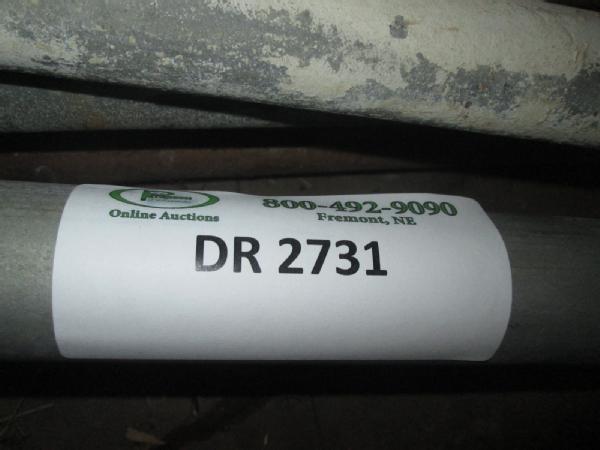 Online Auctions
800-492-9090
Fremont, NE
DR 2731